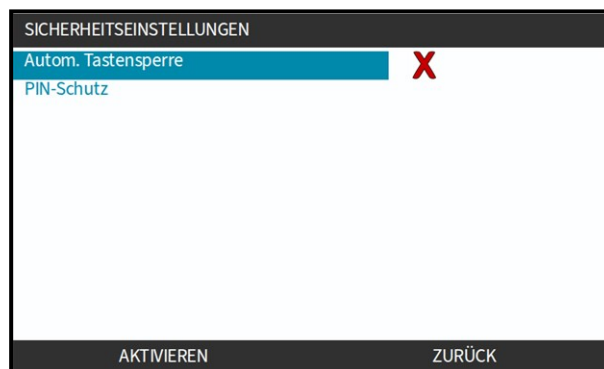 SICHERHEITSEINSTELLUNGEN
Autom. Tastensperre
PIN-Schutz
AKTIVIEREN ZURÜCK